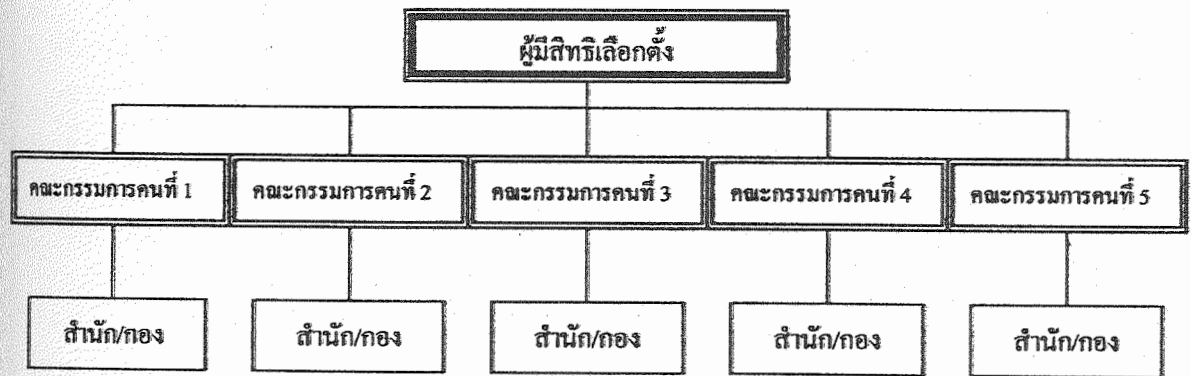 ผู้มีสิทธิเลือกตั้ง
คณะกรรมการคนที่ 1
คณะกรรมการคนที่ 2
คณะกรรมการคนที่ 3
คณะกรรมการคนที่ 4
คณะกรรมการคนที่ 5
สำนัก/กอง
สำนัก/กอง
สำนัก/กอง
สำนัก/กอง
สำนัก/กอง